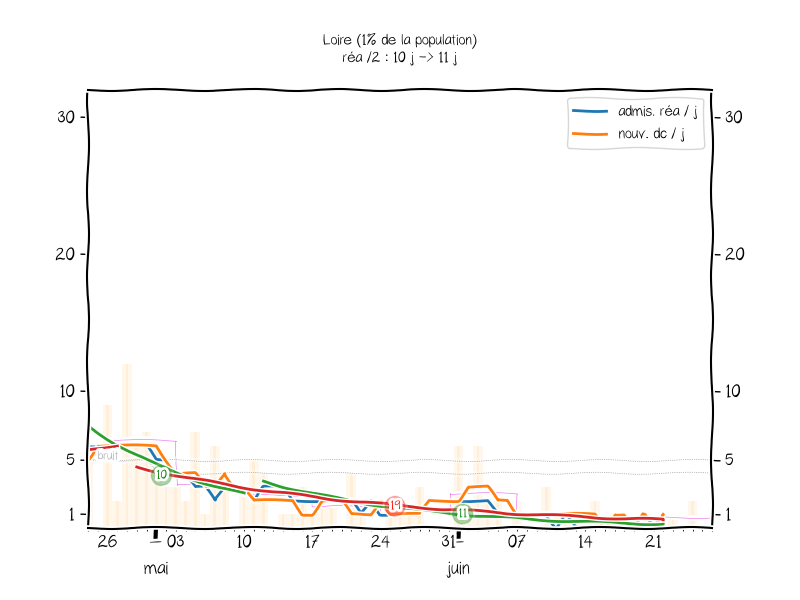 Loire (1% de la population)
réa /2 : 10 j -> 11 j
admis. réa / j
nouv. dc / j
30 30
20 20
10 10
5 5
1 1
bruit
10
19
11
26 03 10 17 24 31 07 14 21
mai juin